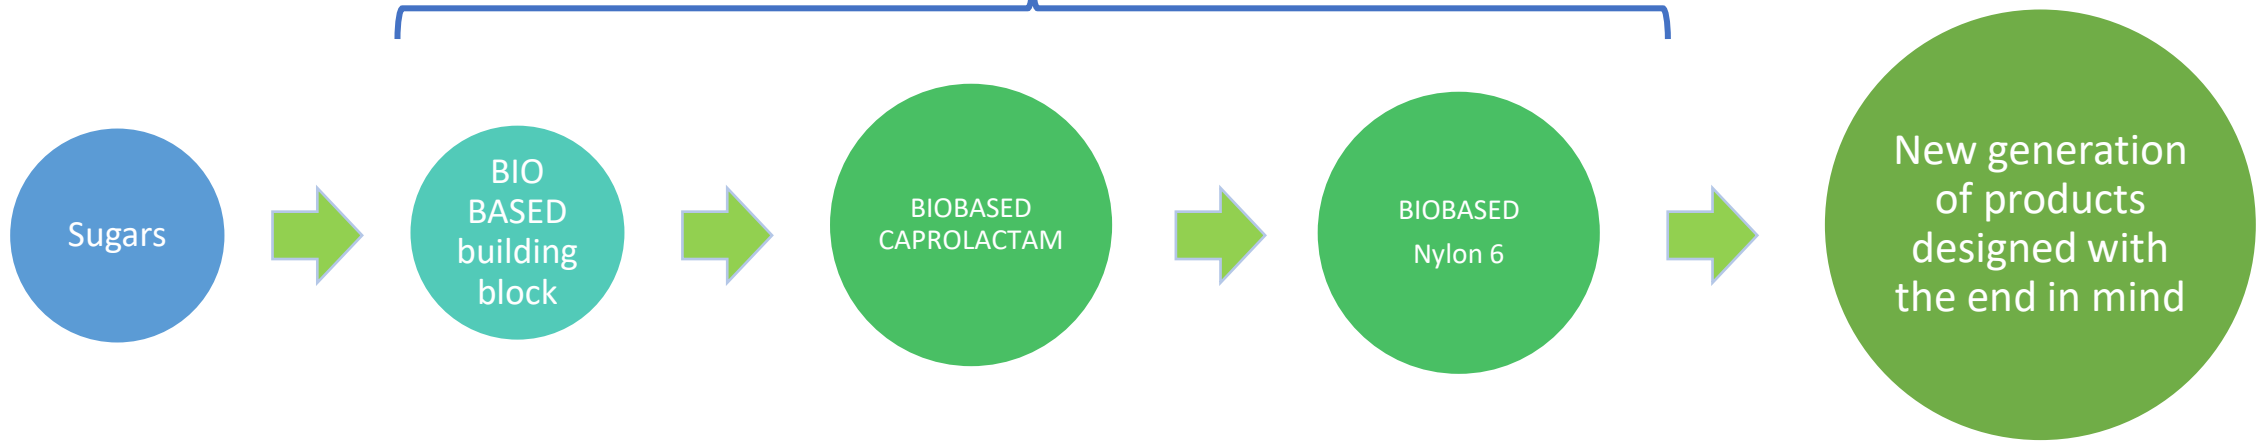 Sugars
BIO
BASED
building
block
BIOBASED
CAPROLACTAM
BIOBASED
Nylon 6
New generation
of products
designed with
the end in mind